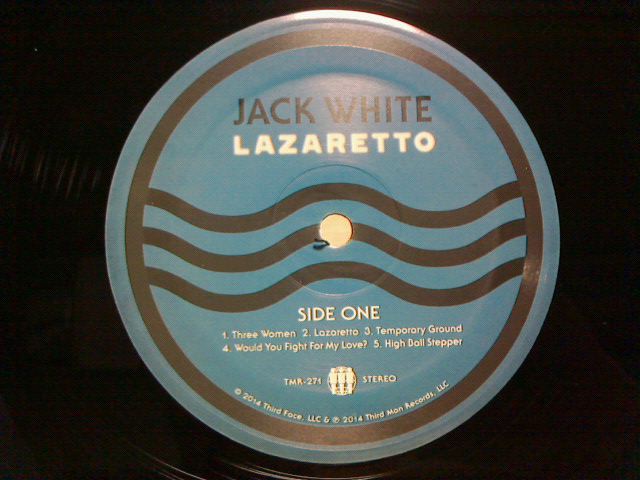 JACK WHITE
LAZARETTO
SIDE ONE
1. Three Women 2. Lazaretto 3. Temporary Ground
4. Would You Fight For My Love? 5. High Ball Stepper
TMR-271 STEREO
© 2014 Third Face, LLC & ℗ 2014 Third Man Records, LLC